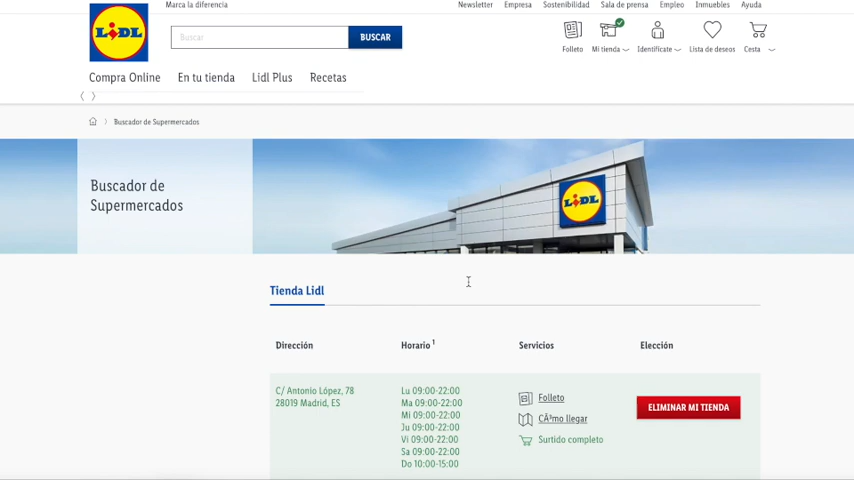 Marca la diferencia
Newsletter Empresa Sostenibilidad Sala de prensa Empleo Inmuebles Ayuda
LIDL
Buscar BUSCAR
Folleto Mi tienda Identifícate Lista de deseos Cesta
Compra Online En tu tienda Lidl Plus Recetas
Buscador de Supermercados
Buscador de
Supermercados
LIDL
Tienda Lidl
Dirección Horario 1 Servicios Elección
C/ Antonio López, 78
28019 Madrid, ES
Lu 09:00-22:00
Ma 09:00-22:00
Mi 09:00-22:00
Ju 09:00-22:00
Vi 09:00-22:00
Sa 09:00-22:00
Do 10:00-15:00
Folleto
CÃ³mo llegar
Surtido completo
ELIMINAR MI TIENDA